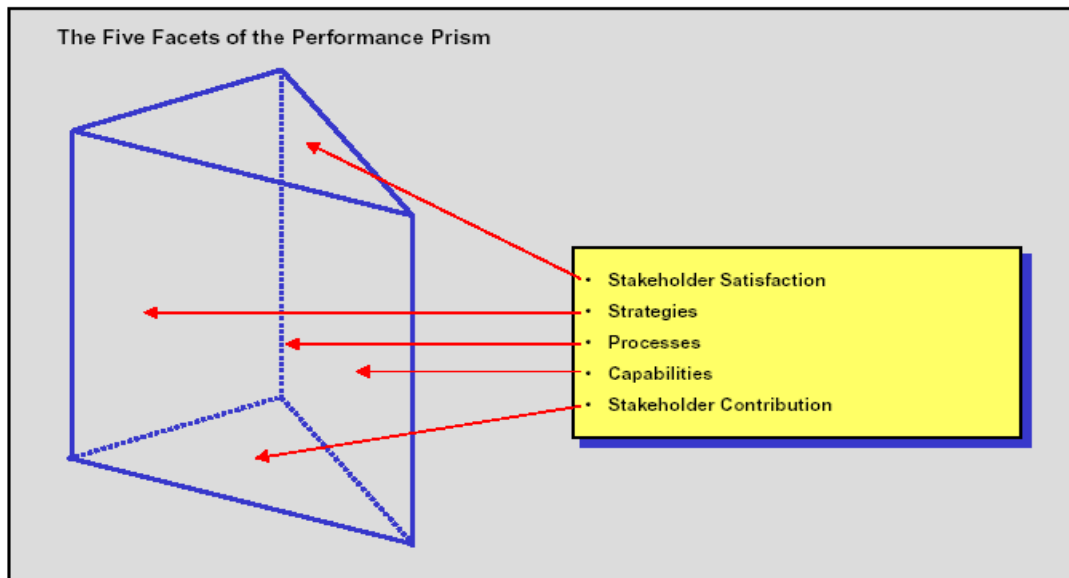 The Five Facets of the Performance Prism
• Stakeholder Satisfaction
• Strategies
• Processes
• Capabilities
• Stakeholder Contribution